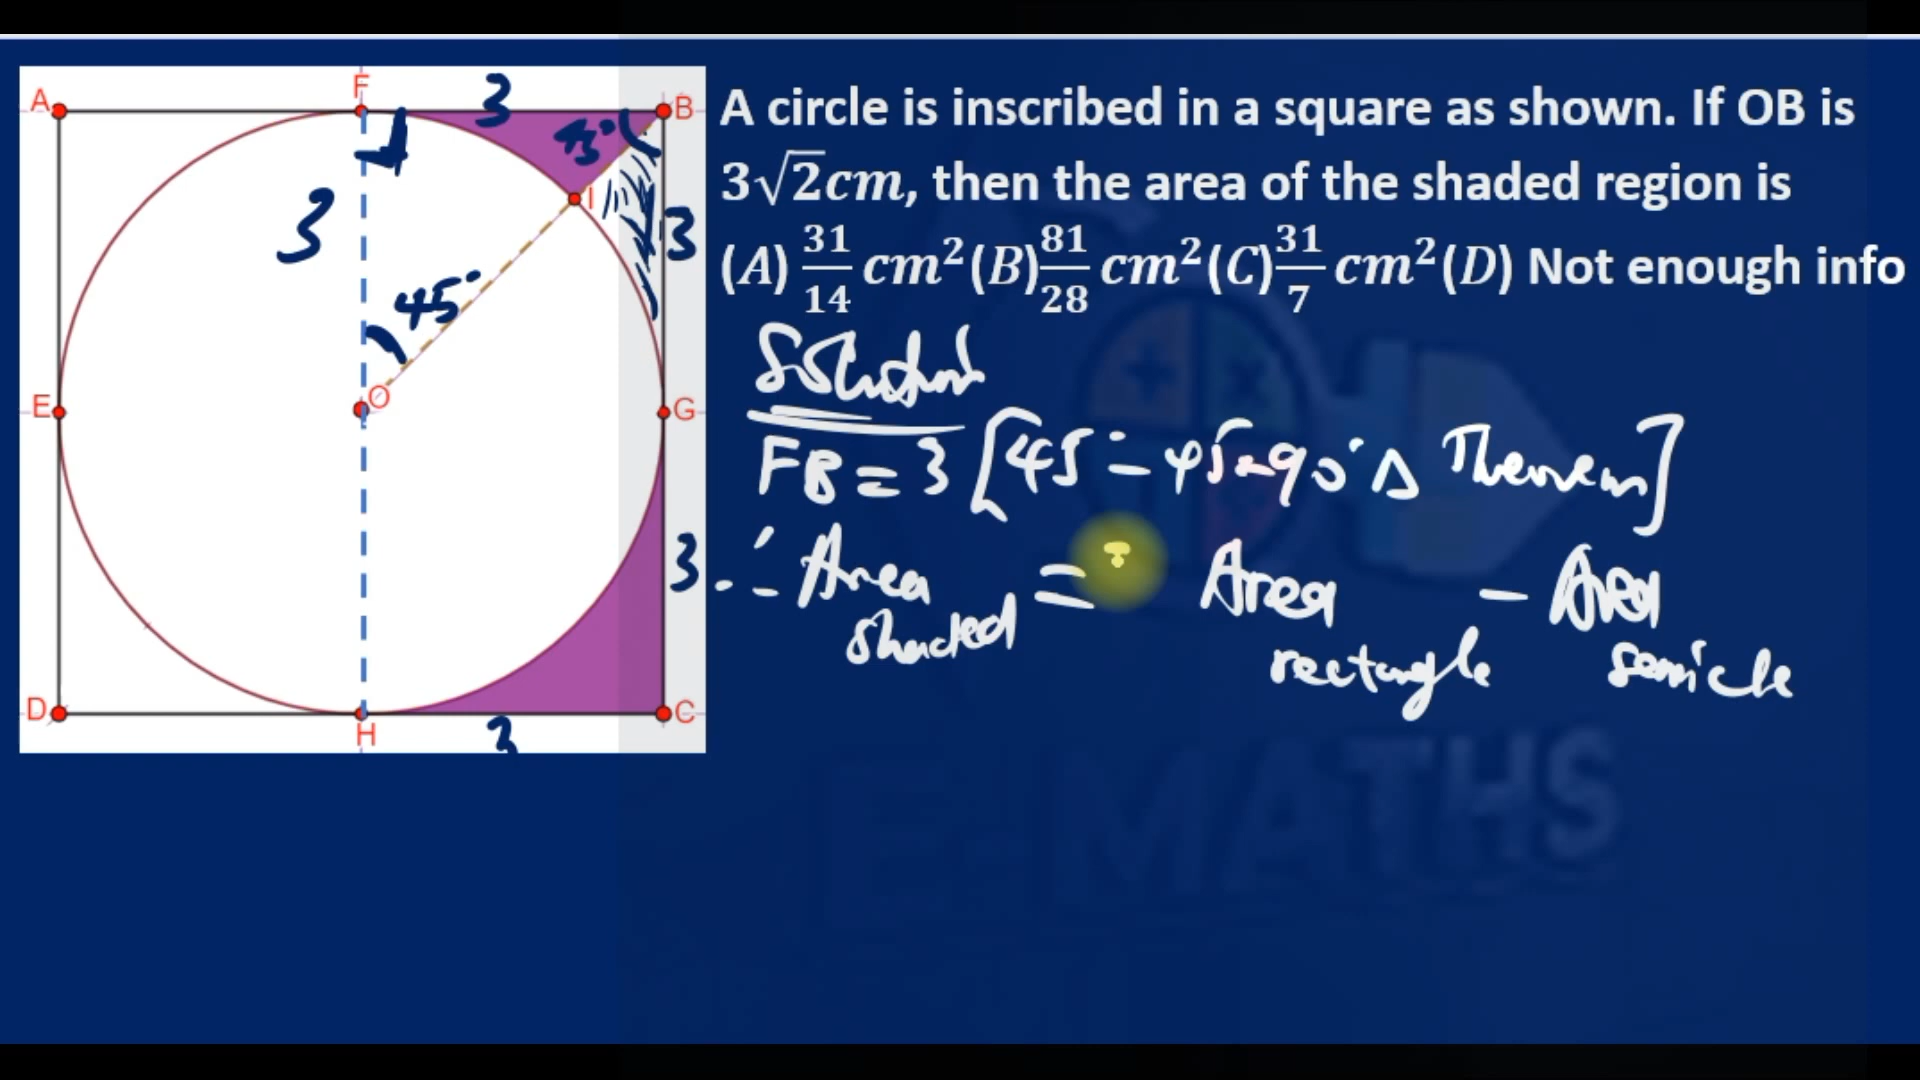 A circle is inscribed in a square as shown. If OB is
3√2cm, then the area of the shaded region is
(A) 31/14 cm² (B) 81/28 cm² (C) 31/7 cm² (D) Not enough info
A F 3 B
45°
I
3 3
45°
E O G
3
D H C
3
Solution
FB = 3 [45°-45-90° Δ Theorem]
∴ Area shaded = Area rectangle - Area semicle
E-MATHS